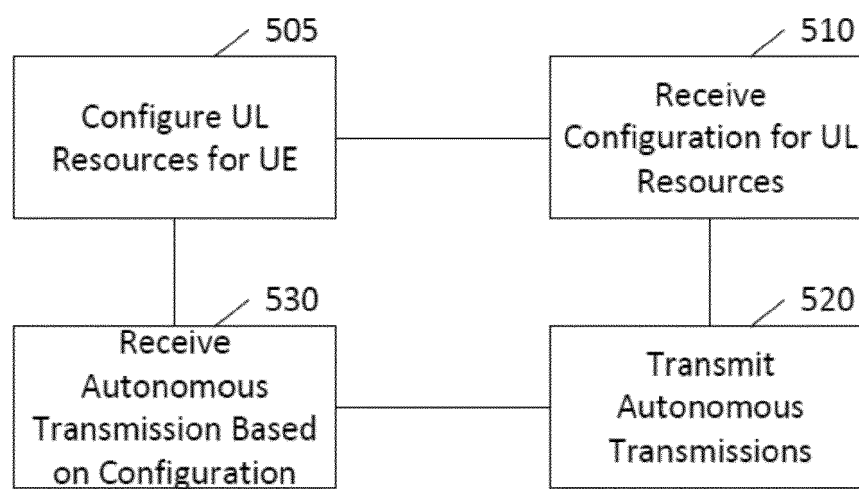 505
Configure UL
Resources for UE
510
Receive
Configuration for UL
Resources
530
Receive
Autonomous
Transmission Based
on Configuration
520
Transmit
Autonomous
Transmissions